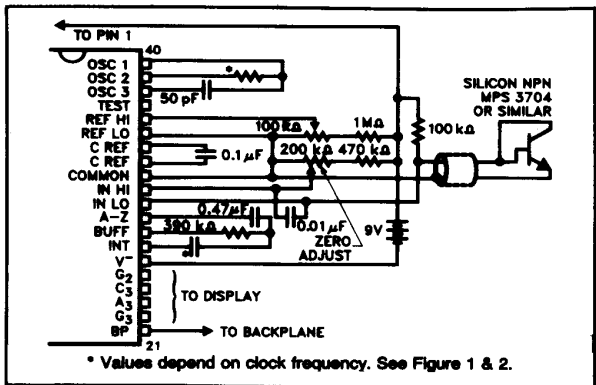 TO PIN 1
40
OSC 1
OSC 2
OSC 3
TEST
REF HI
REF LO
C REF
C REF
COMMON
IN HI
IN LO
A-Z
BUFF
INT
V⁻
G₂
C₃
A₃
G₃
BP
21
*
50 pF
100 kΩ
1MΩ
200 kΩ
470 kΩ
0.1 μF
0.47μF
390 kΩ
*
0.01 μF
ZERO
ADJUST
9V
100 kΩ
SILICON NPN
MPS 3704
OR SIMILAR
TO DISPLAY
TO BACKPLANE
* Values depend on clock frequency. See Figure 1 & 2.